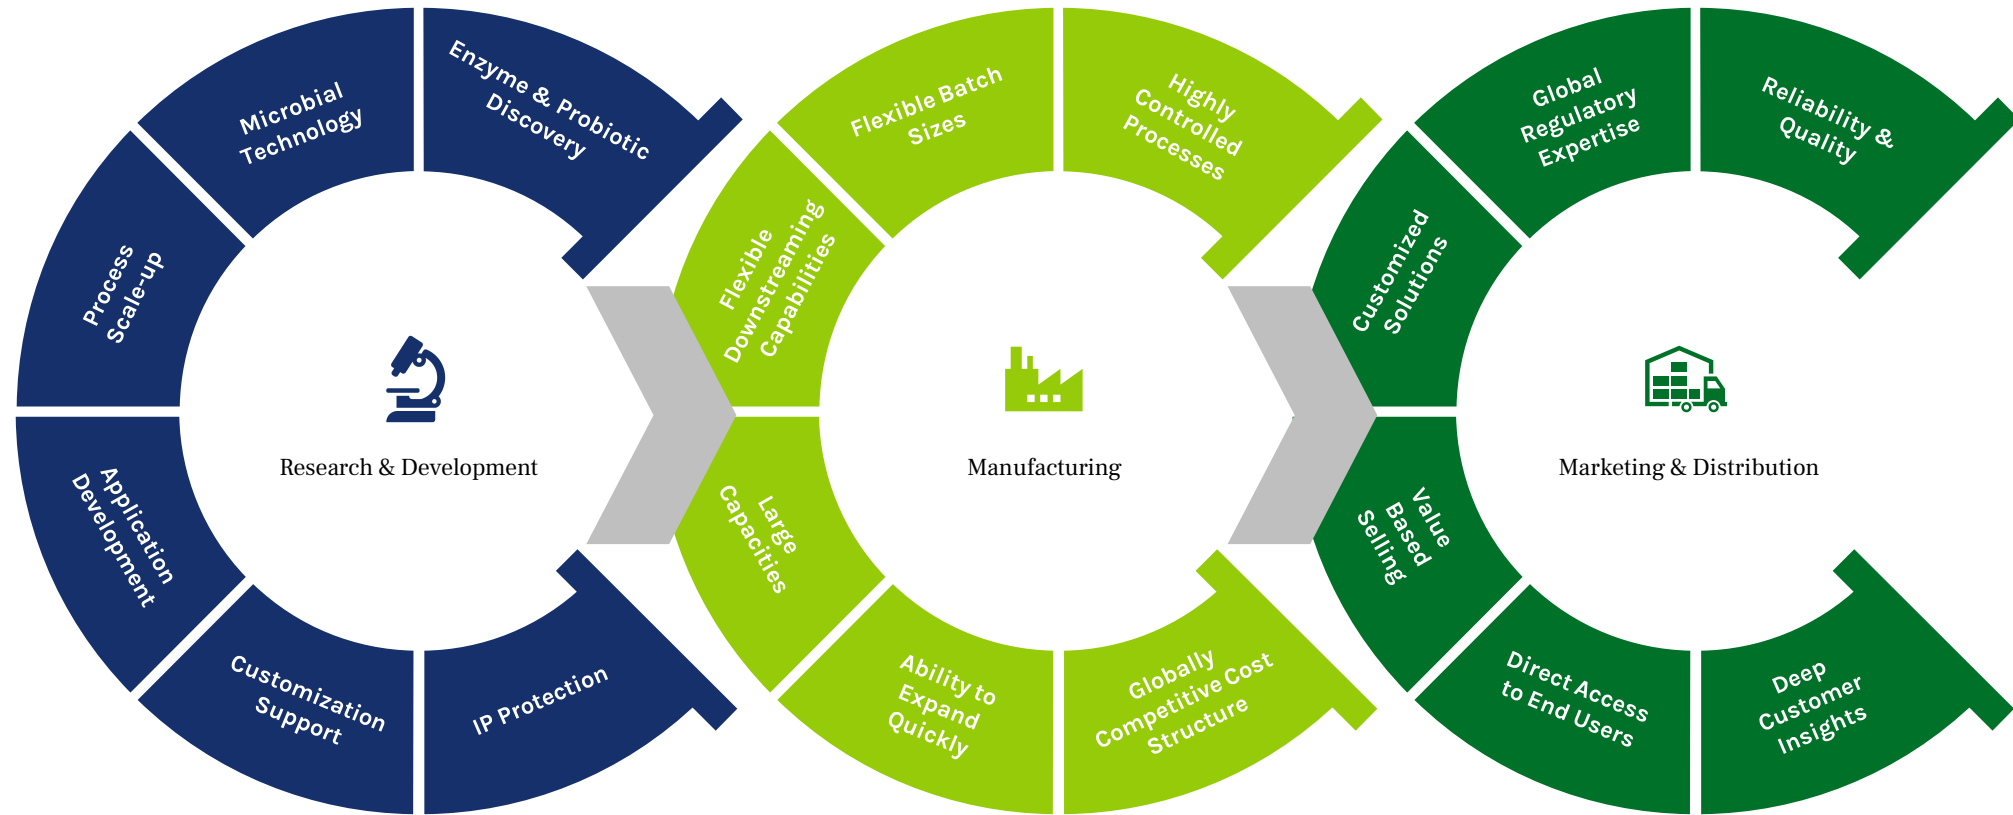 Enzyme & Probiotic
Discovery
Microbial
Technology
Process
Scale-up
Application
Development
Customization
Support
IP Protection
Research & Development
Highly
Controlled
Processes
Flexible Batch
Sizes
Flexible
Downstreaming
Capabilities
Large
Capacities
Ability to
Expand
Quickly
Globally
Competitive Cost
Structure
Manufacturing
Reliability &
Quality
Global
Regulatory
Expertise
Customized
Solutions
Value
Based
Selling
Direct Access
to End Users
Deep
Customer
Insights
Marketing & Distribution